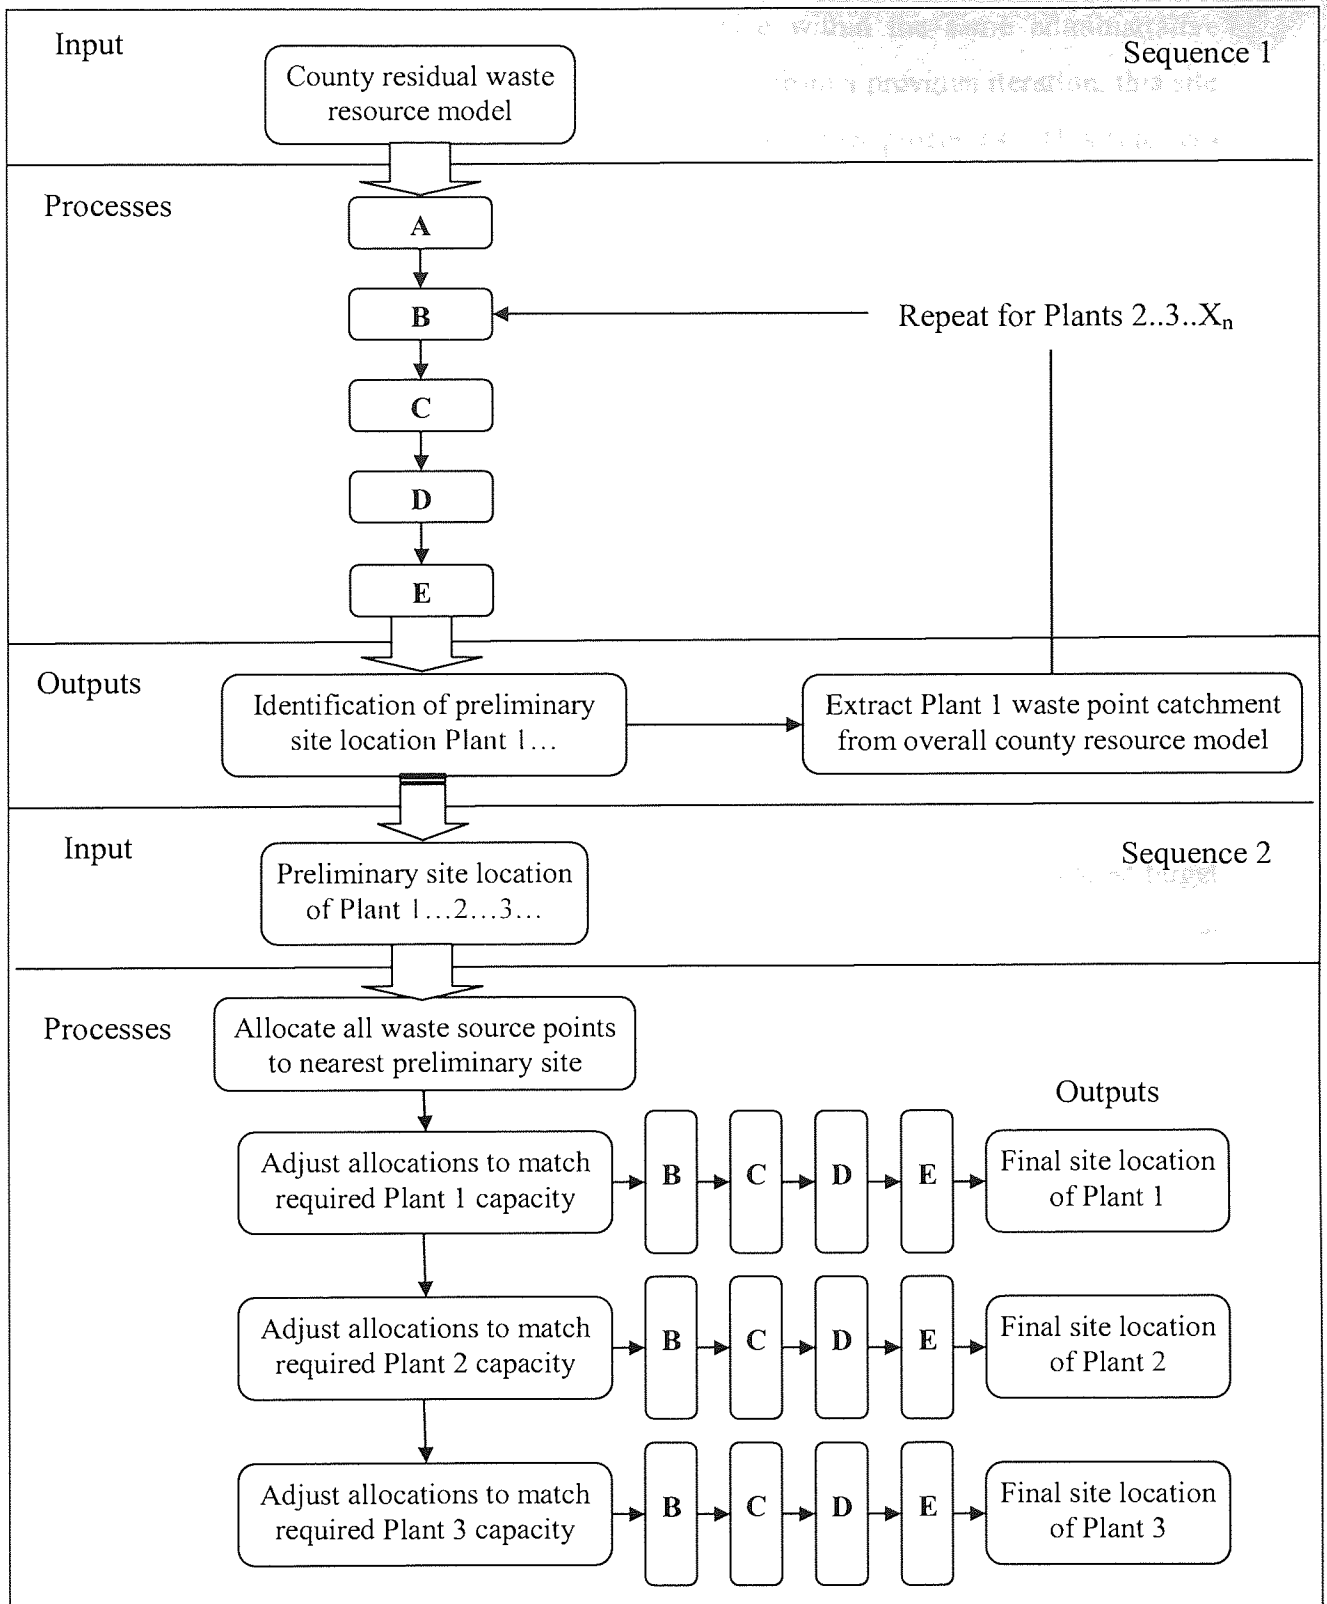 Input
Sequence 1
County residual waste
resource model
Processes
A
B
Repeat for Plants 2..3..Xn
C
D
E
Outputs
Identification of preliminary
site location Plant 1...
Extract Plant 1 waste point catchment
from overall county resource model
Input
Sequence 2
Preliminary site location
of Plant 1...2...3...
Processes
Allocate all waste source points
to nearest preliminary site
Outputs
Adjust allocations to match
required Plant 1 capacity
B
C
D
E
Final site location
of Plant 1
Adjust allocations to match
required Plant 2 capacity
B
C
D
E
Final site location
of Plant 2
Adjust allocations to match
required Plant 3 capacity
B
C
D
E
Final site location
of Plant 3